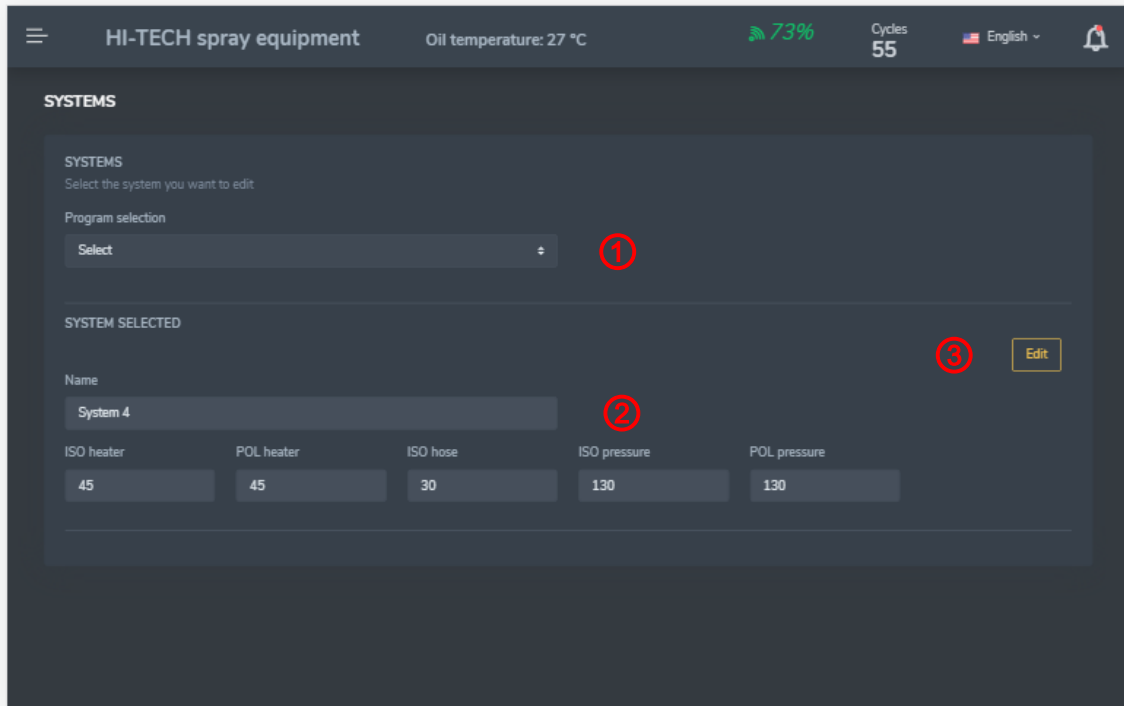 HI-TECH spray equipment Oil temperature: 27 °C 73% Cycles 55 English
SYSTEMS
SYSTEMS
Select the system you want to edit
Program selection
Select
1
SYSTEM SELECTED
3 Edit
Name
System 4
2
ISO heater POL heater ISO hose ISO pressure POL pressure
45 45 30 130 130